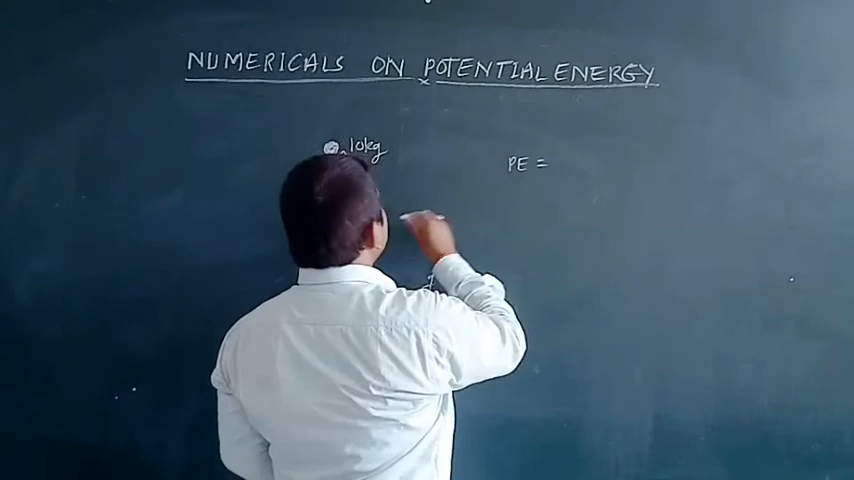 NUMERICALS ON POTENTIAL ENERGY
10kg
PE =